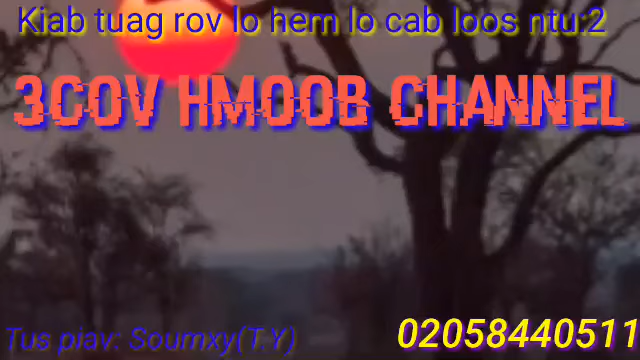 Kiab tuag rov lo hem lo cab loos ntu:2
3COV HMOOB CHANNEL
Tus piav: Soumxy(T.Y)
02058440511